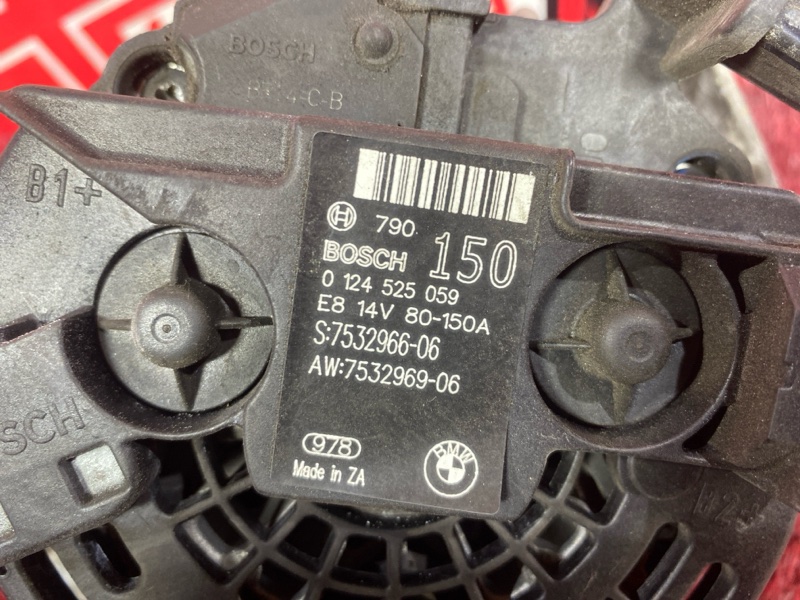 BOSCH
B1+
790
BOSCH 150
0 124 525 059
E8 14V 80-150A
S:7532966-06
AW:7532969-06
978
Made in ZA
BMW